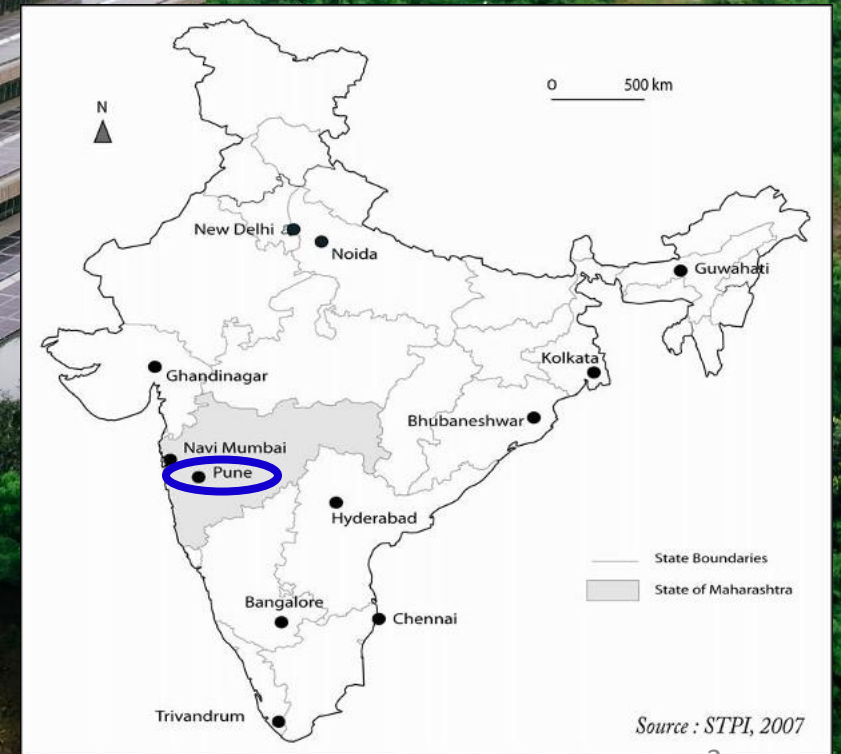 0 500 km
N
New Delhi
Noida
Guwahati
Ghandinagar
Kolkata
Bhubaneshwar
Navi Mumbai
Pune
Hyderabad
State Boundaries
State of Maharashtra
Bangalore
Chennai
Trivandrum
Source : STPI, 2007